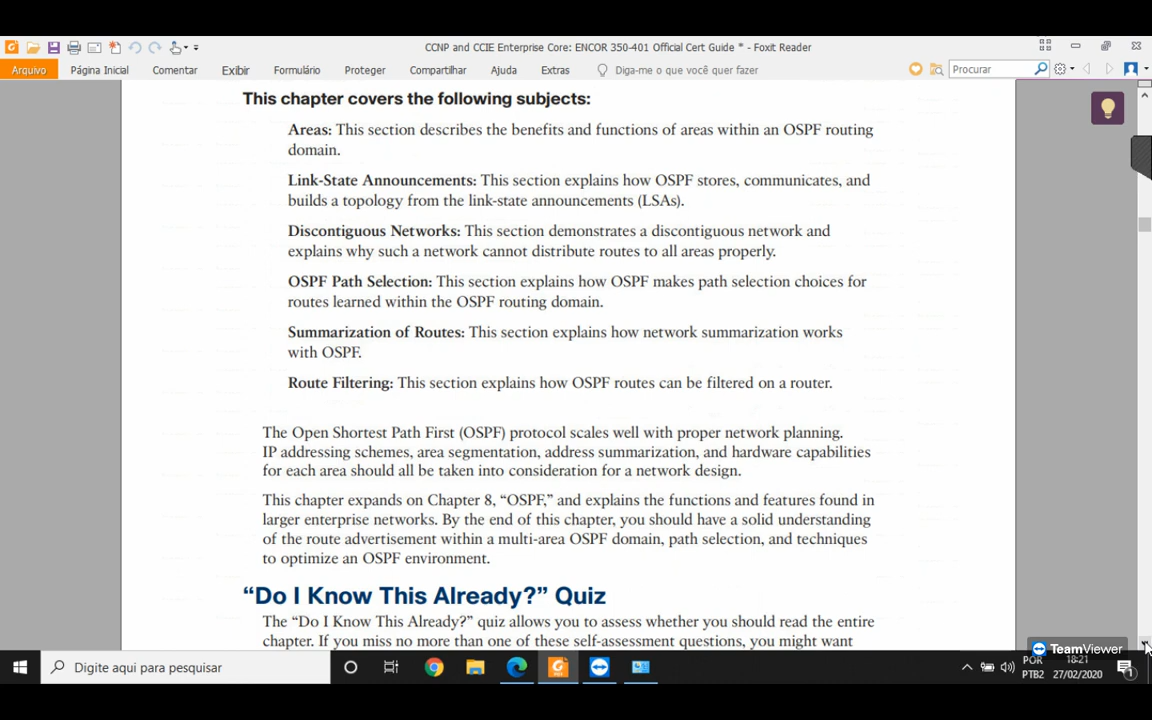 CCNP and CCIE Enterprise Core: ENCOR 350-401 Official Cert Guide * - Foxit Reader
Arquivo Página Inicial Comentar Exibir Formulário Proteger Compartilhar Ajuda Extras Diga-me o que você quer fazer Procurar
This chapter covers the following subjects:
Areas: This section describes the benefits and functions of areas within an OSPF routing
domain.
Link-State Announcements: This section explains how OSPF stores, communicates, and
builds a topology from the link-state announcements (LSAs).
Discontiguous Networks: This section demonstrates a discontiguous network and
explains why such a network cannot distribute routes to all areas properly.
OSPF Path Selection: This section explains how OSPF makes path selection choices for
routes learned within the OSPF routing domain.
Summarization of Routes: This section explains how network summarization works
with OSPF.
Route Filtering: This section explains how OSPF routes can be filtered on a router.
The Open Shortest Path First (OSPF) protocol scales well with proper network planning.
IP addressing schemes, area segmentation, address summarization, and hardware capabilities
for each area should all be taken into consideration for a network design.
This chapter expands on Chapter 8, “OSPF,” and explains the functions and features found in
larger enterprise networks. By the end of this chapter, you should have a solid understanding
of the route advertisement within a multi-area OSPF domain, path selection, and techniques
to optimize an OSPF environment.
“Do I Know This Already?” Quiz
The “Do I Know This Already?” quiz allows you to assess whether you should read the entire
chapter. If you miss no more than one of these self-assessment questions, you might want
TeamViewer
Digite aqui para pesquisar
POR 18:21
PTB2 27/02/2020 1